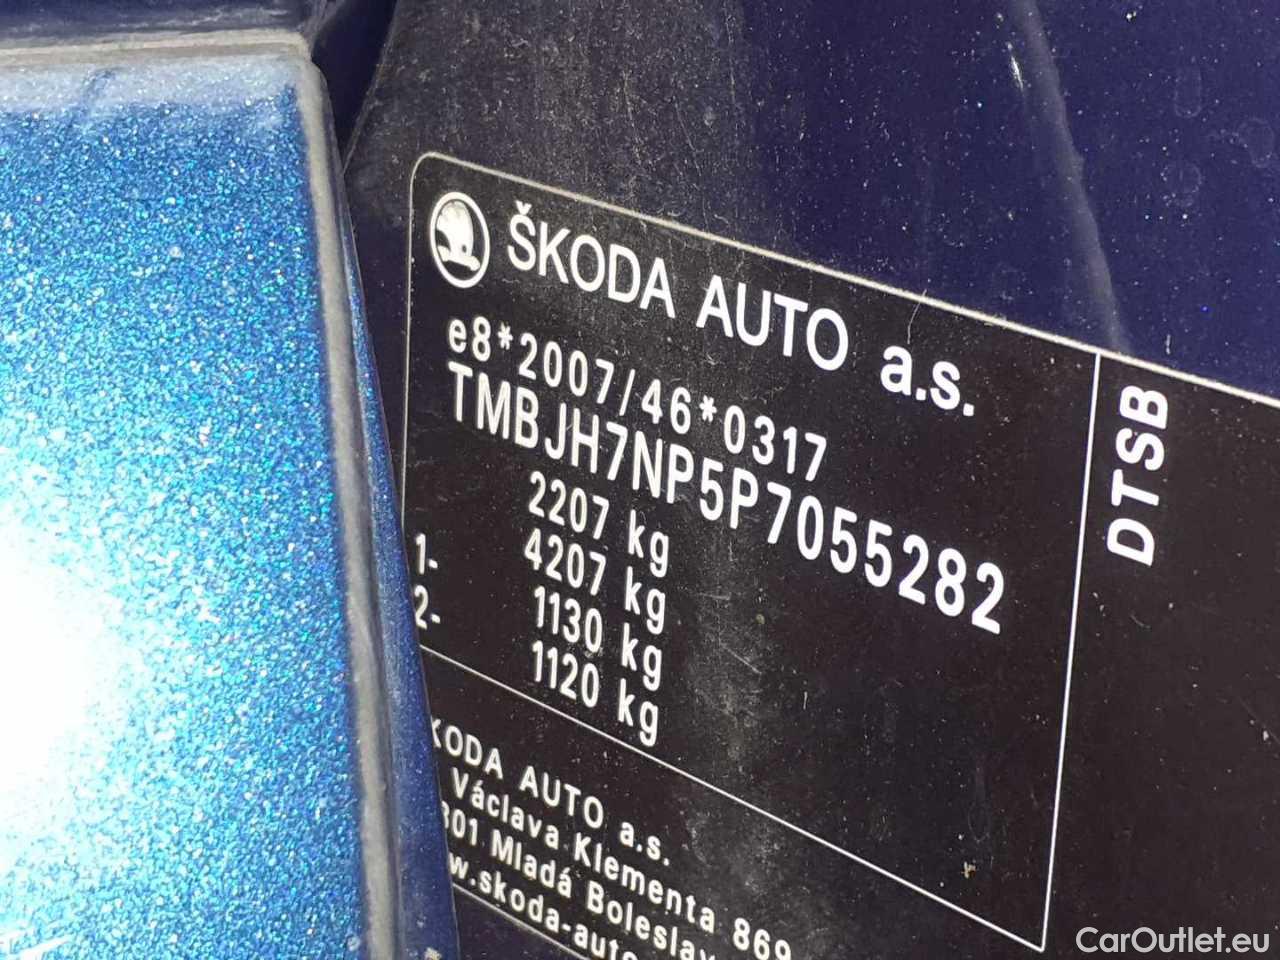 ŠKODA AUTO a.s.
e8*2007/46*0317
TMBJH7NP5P7055282
2207 kg
4207 kg
1- 1130 kg
2- 1120 kg
DTSB
KODA AUTO a.s.
Václava Klementa 869
301 Mladá Boleslav
w.skoda-auto
CarOutlet.eu